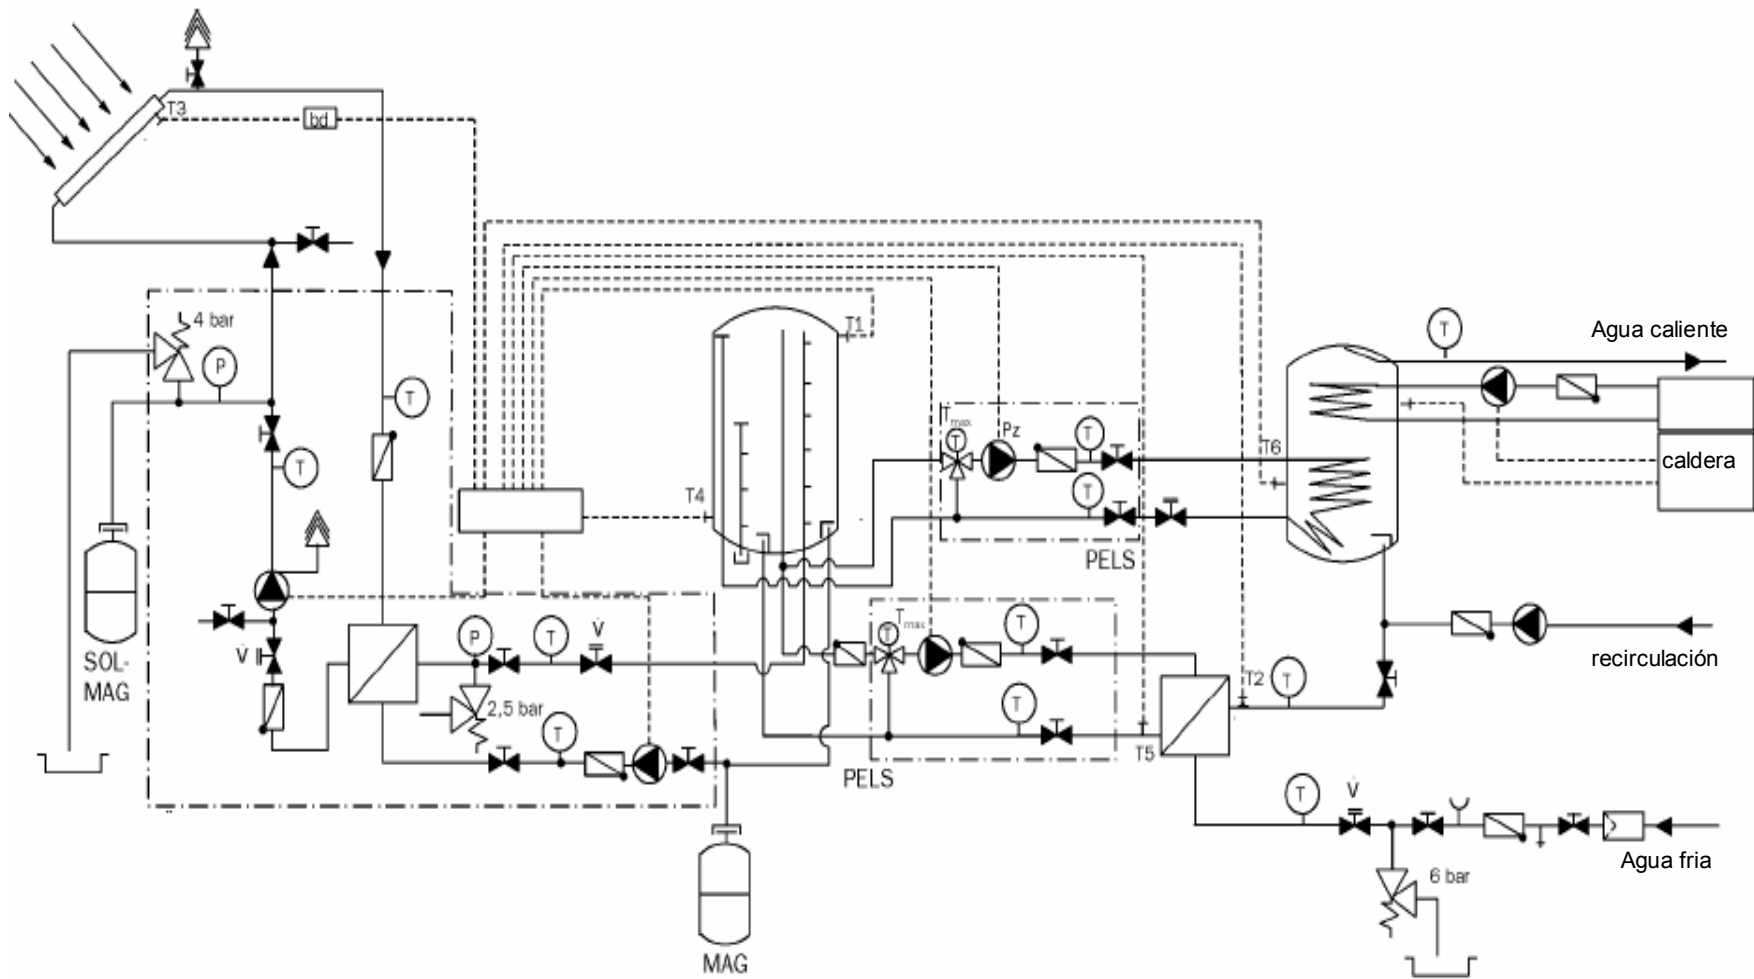 T3
bd
4 bar
P
T
T
SOL-
MAG
V̇
P
T
V̇
2,5 bar
T
T1
T4
Tmax
T
Pz
T
T
PELS
Tmax
T
T
T
PELS
MAG
T6
T
Agua caliente
caldera
recirculación
T2
T
T5
T
V̇
Agua fria
6 bar